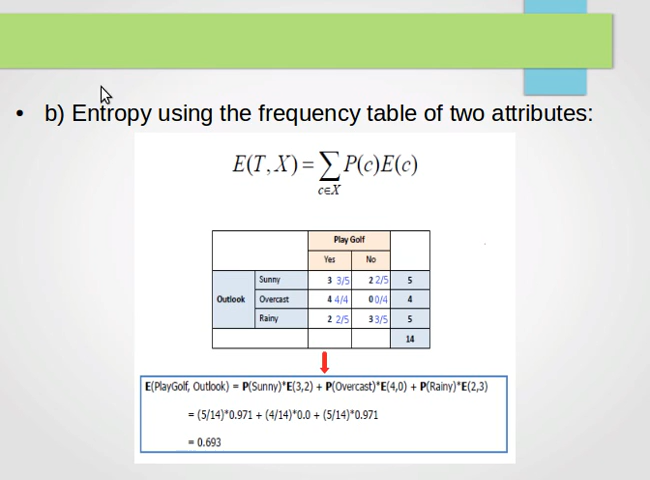 • b) Entropy using the frequency table of two attributes:
E(T, X) = ∑ P(c)E(c)
c∈X
Play Golf
Yes No
Sunny 3 3/5 2 2/5 5
Outlook Overcast 4 4/4 0 0/4 4
Rainy 2 2/5 3 3/5 5
14
E(PlayGolf, Outlook) = P(Sunny)*E(3,2) + P(Overcast)*E(4,0) + P(Rainy)*E(2,3)
= (5/14)*0.971 + (4/14)*0.0 + (5/14)*0.971
= 0.693